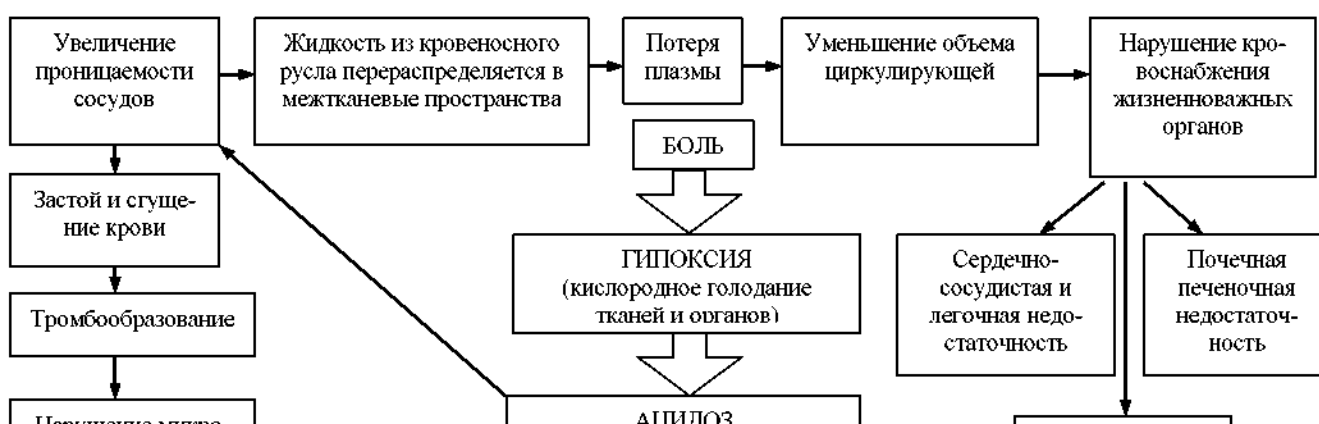 Увеличение
проницаемости
сосудов
Жидкость из кровеносного
русла перераспределяется в
межтканевые пространства
Потеря
плазмы
Уменьшение объема
циркулирующей
Нарушение кро-
воснабжения
жизненноважных
органов
БОЛЬ
Застой и сгуще-
ние крови
ГИПОКСИЯ
(кислородное голодание
тканей и органов)
Сердечно-
сосудистая и
легочная недо-
статочность
Почечная
печеночная
недостаточ-
ность
Тромбообразование
Нарушение микро-
АЦИДОЗ